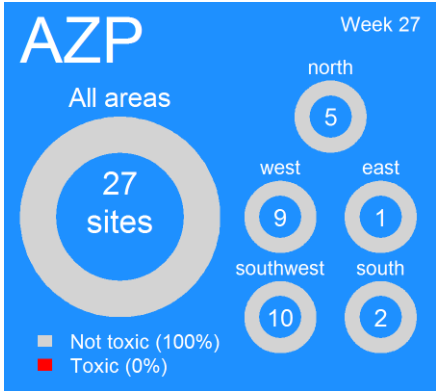 AZP
Week 27
All areas
27
sites
north
5
west
9
east
1
southwest
10
south
2
Not toxic (100%)
Toxic (0%)